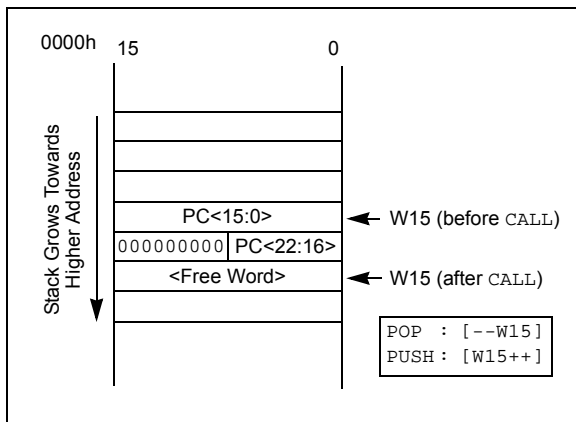 0000h
15 0
Stack Grows Towards
Higher Address
PC<15:0>
W15 (before CALL)
000000000 PC<22:16>
<Free Word>
W15 (after CALL)
POP : [--W15]
PUSH : [W15++]